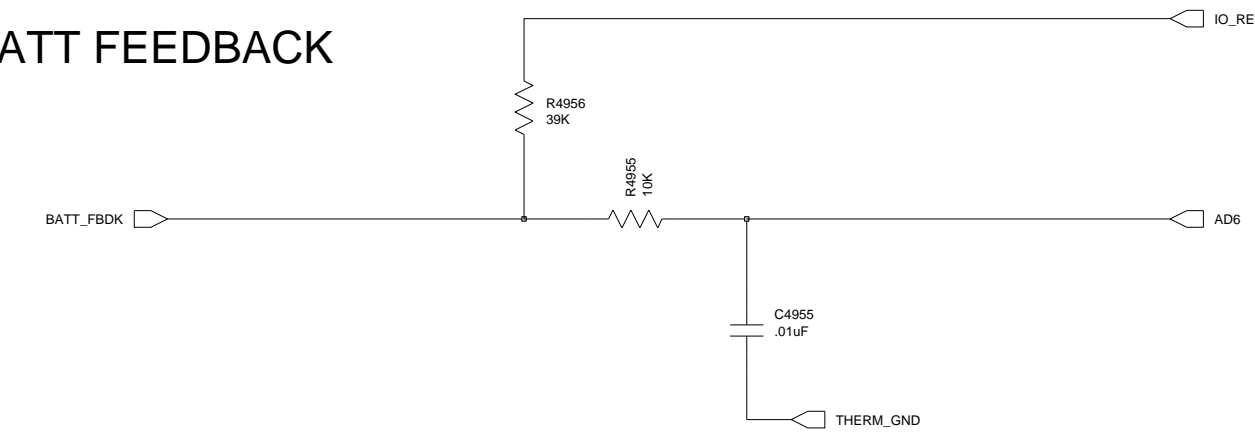 ATT FEEDBACK
IO_RE
R4956
39K
R4955
10K
BATT_FBDK
AD6
C4955
.01uF
THERM_GND